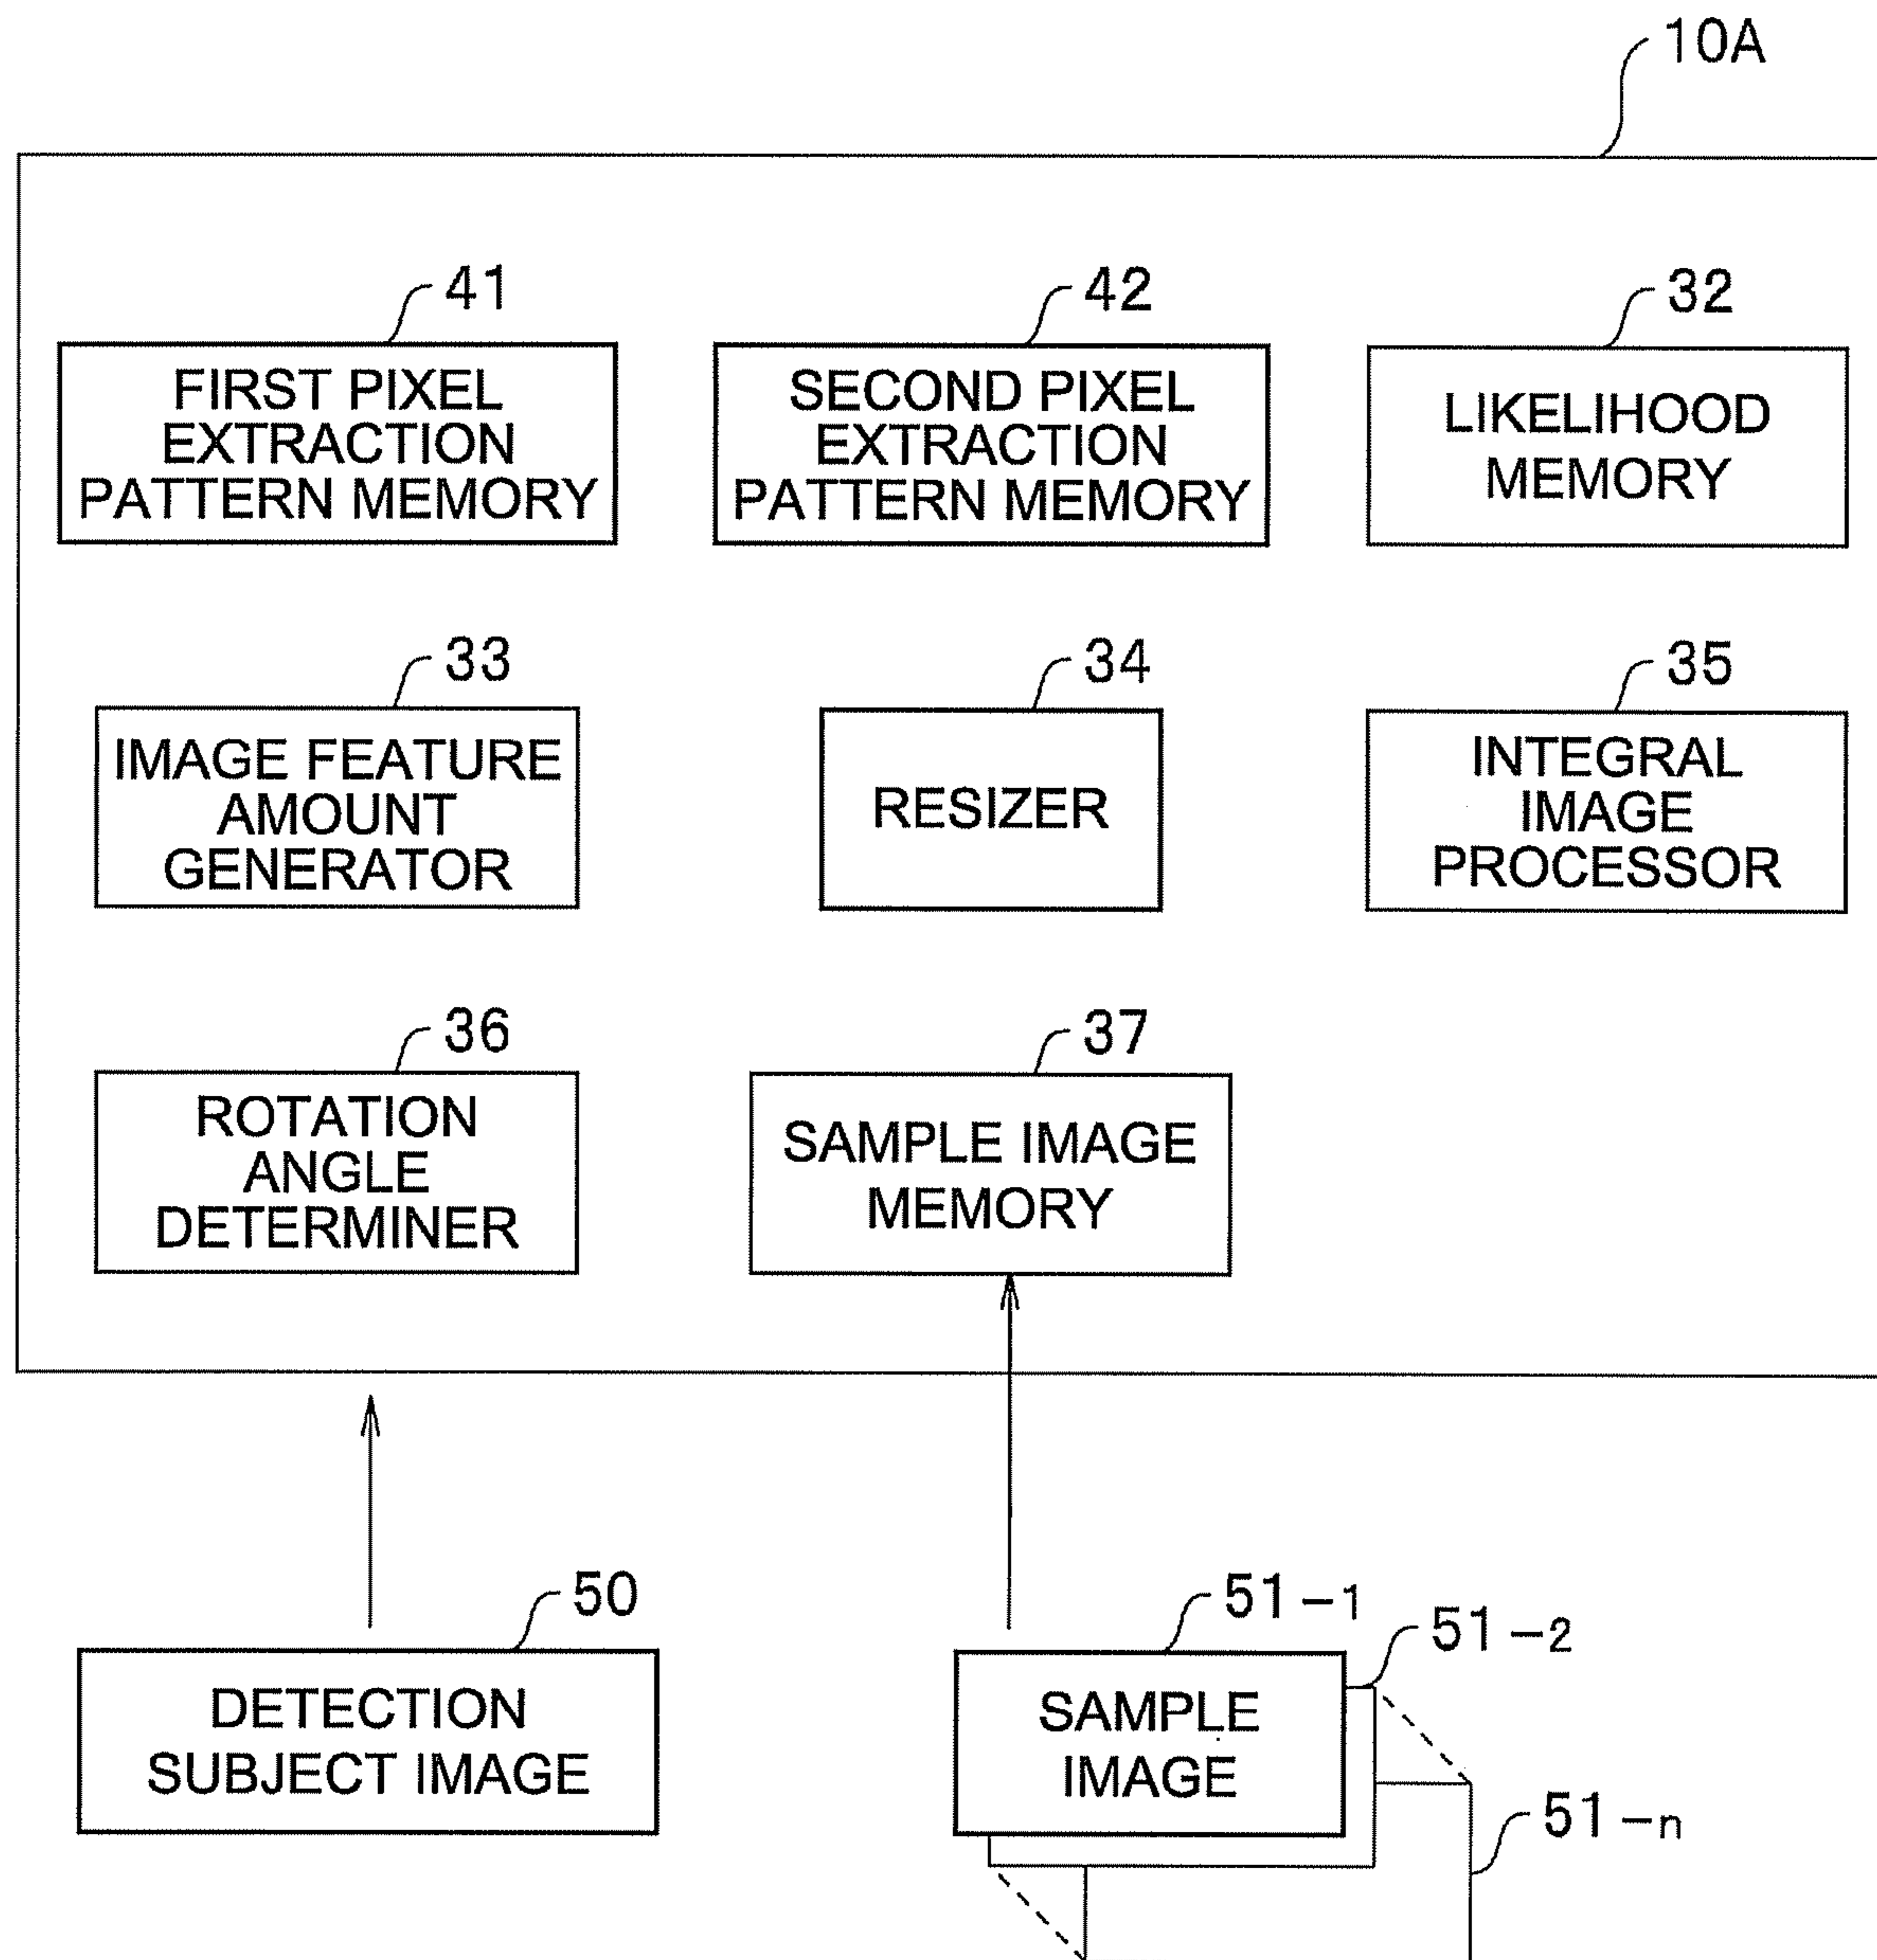 10A
41
FIRST PIXEL
EXTRACTION
PATTERN MEMORY
42
SECOND PIXEL
EXTRACTION
PATTERN MEMORY
32
LIKELIHOOD
MEMORY
33
IMAGE FEATURE
AMOUNT
GENERATOR
34
RESIZER
35
INTEGRAL
IMAGE
PROCESSOR
36
ROTATION
ANGLE
DETERMINER
37
SAMPLE IMAGE
MEMORY
50
DETECTION
SUBJECT IMAGE
51-1
SAMPLE
IMAGE
51-2
51-n